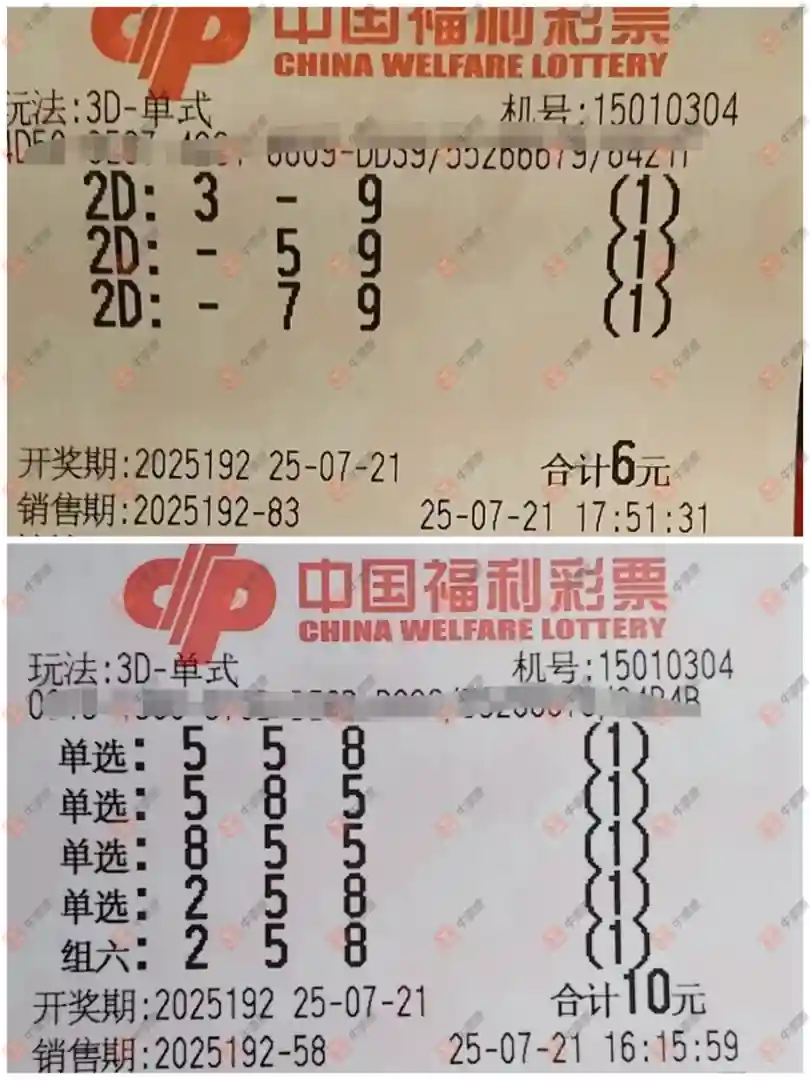 中国福利彩票
CHINA WELFARE LOTTERY
玩法:3D-单式 机号:15010304
2D: 3 - 9 (1)
2D: - 5 9 (1)
2D: - 7 9 (1)
开奖期:2025192 25-07-21 合计6元
销售期:2025192-83 25-07-21 17:51:31
中国福利彩票
CHINA WELFARE LOTTERY
玩法:3D-单式 机号:15010304
单选: 5 5 8 (1)
单选: 5 8 5 (1)
单选: 8 5 5 (1)
单选: 2 5 8 (1)
组六: 2 5 8 (1)
开奖期:2025192 25-07-21 合计10元
销售期:2025192-58 25-07-21 16:15:59